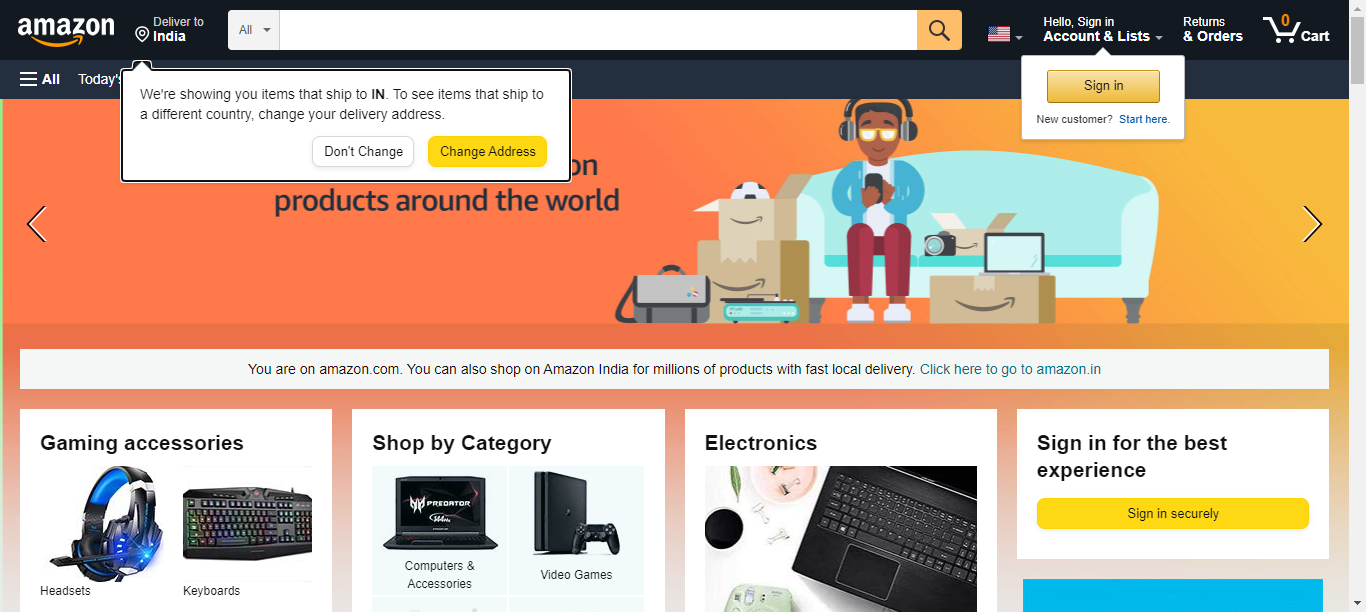 amazon
Deliver to
India
All
Hello, Sign in
Account & Lists
Returns
& Orders
0
Cart
All
Today's
Sign in
New customer? Start here.
We're showing you items that ship to IN. To see items that ship to
a different country, change your delivery address.
Don't Change
Change Address
on
products around the world
You are on amazon.com. You can also shop on Amazon India for millions of products with fast local delivery. Click here to go to amazon.in
Gaming accessories
Headsets
Keyboards
Shop by Category
PREDATOR
Computers &
Accessories
Video Games
Electronics
Sign in for the best
experience
Sign in securely